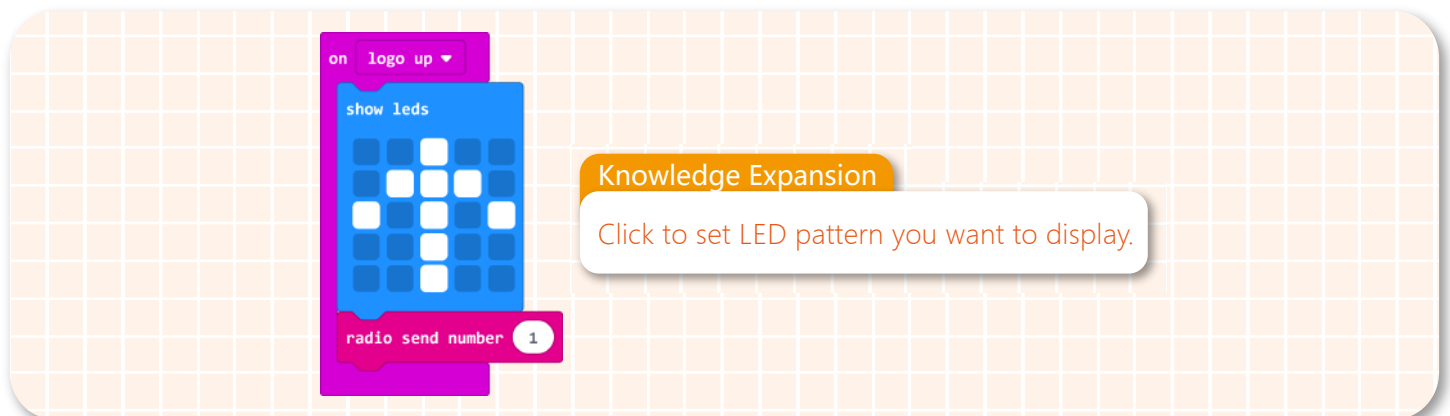 on logo up
show leds
Knowledge Expansion
Click to set LED pattern you want to display.
radio send number 1